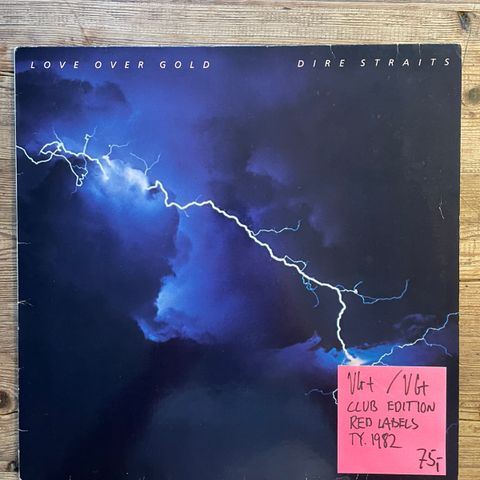 LOVE OVER GOLD DIRE STRAITS
VG+ / VG+
CLUB EDITION
RED LABELS
TY. 1982
75,-